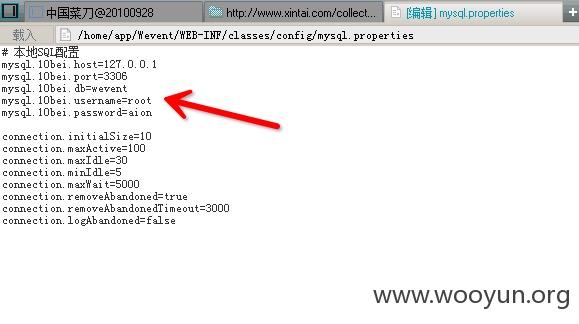 中国菜刀@20100928
http://www.xintai.com/collect...
[编辑] mysql.properties
载入
/home/app/Wevent/WEB-INF/classes/config/mysql.properties
# 本地SQL配置
mysql.10bei.host=127.0.0.1
mysql.10bei.port=3306
mysql.10bei.db=wevent
mysql.10bei.username=root
mysql.10bei.password=aion
connection.initialSize=10
connection.maxActive=100
connection.maxIdle=30
connection.minIdle=5
connection.maxWait=5000
connection.removeAbandoned=true
connection.removeAbandonedTimeout=3000
connection.logAbandoned=false
www.wooyun.org